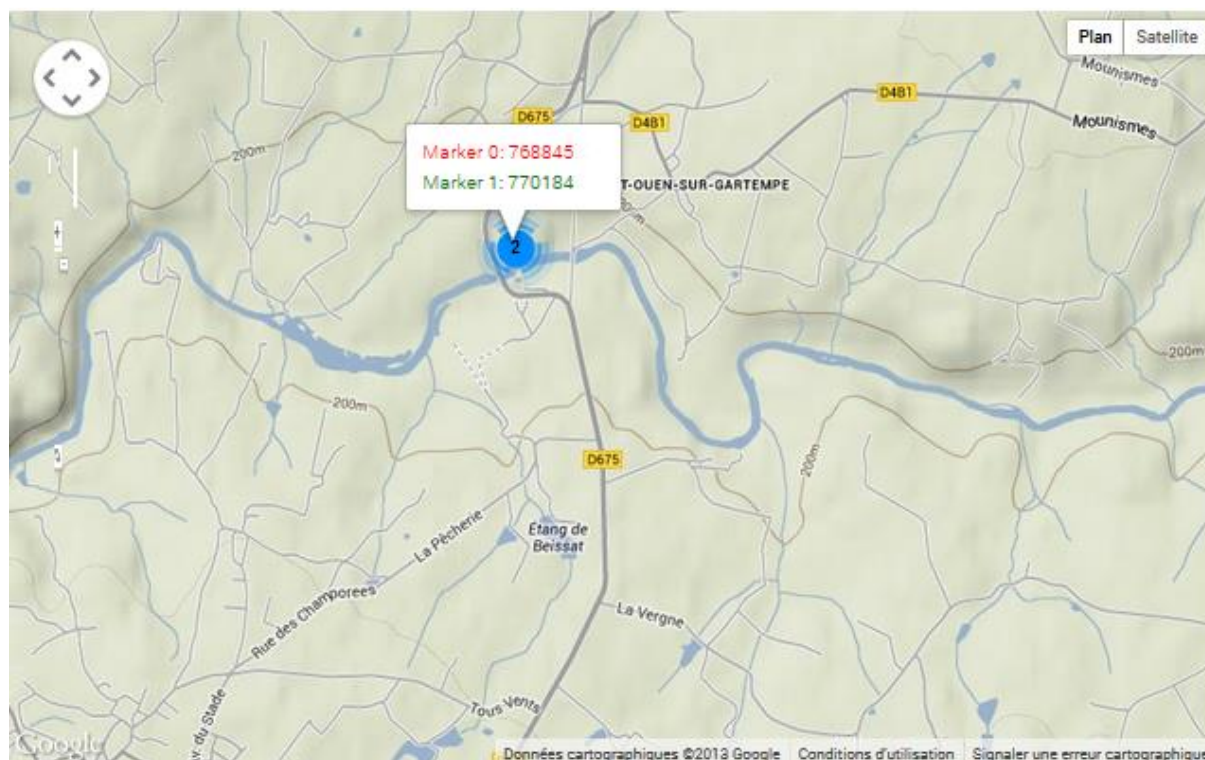 Plan Satellite
Mounismes
D4B1
D675
D4B1
Mounismes
200m
Marker 0: 768845
Marker 1: 770184
T-OUEN-SUR-GARTEMPE
2
200m
200m
D675
200m
La Pêcherie
Étang de
Beissat
Rue des Champorees
La Vergne
Tous Vents
du Stade
Google
Données cartographiques ©2013 Google Conditions d'utilisation Signaler une erreur cartographique